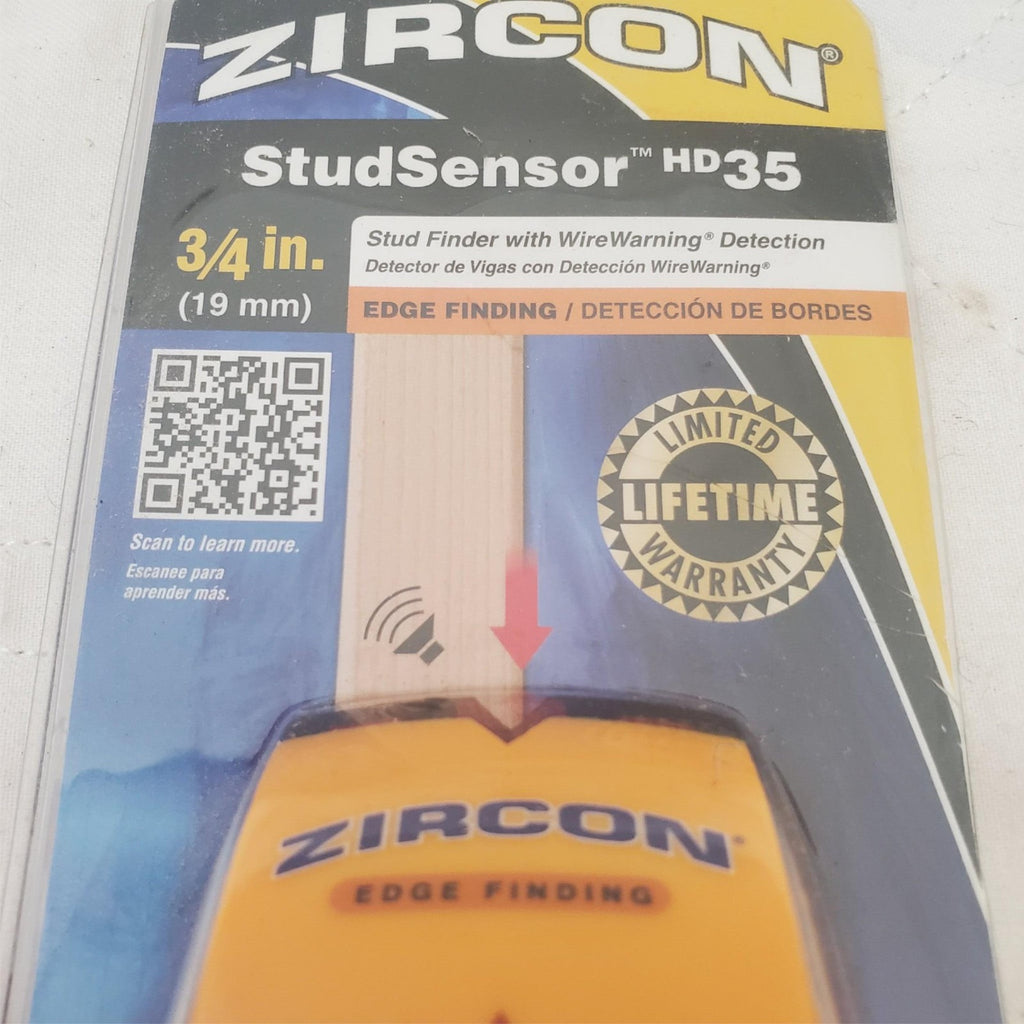 ZIRCON®
StudSensor™ HD35
3/4 in.
(19 mm)
Stud Finder with WireWarning® Detection
Detector de Vigas con Detección WireWarning®
EDGE FINDING / DETECCIÓN DE BORDES
Scan to learn more.
Escanee para
aprender más.
LIMITED
LIFETIME
WARRANTY
ZIRCON
EDGE FINDING